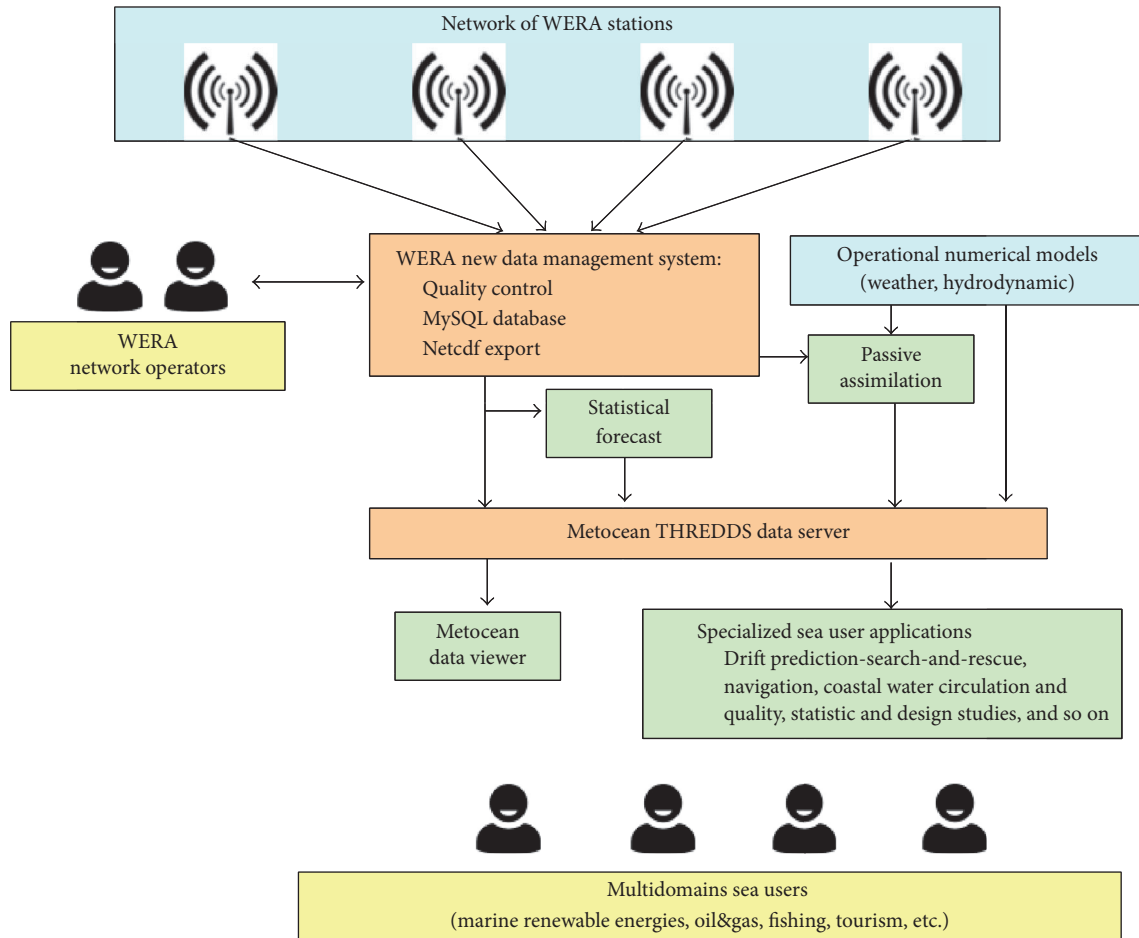 Network of WERA stations
WERA new data management system:
Quality control
MySQL database
Netcdf export
Operational numerical models
(weather, hydrodynamic)
WERA
network operators
Passive
assimilation
Statistical
forecast
Metocean THREDDS data server
Metocean
data viewer
Specialized sea user applications
Drift prediction-search-and-rescue,
navigation, coastal water circulation and
quality, statistic and design studies, and so on
Multidomains sea users
(marine renewable energies, oil&gas, fishing, tourism, etc.)